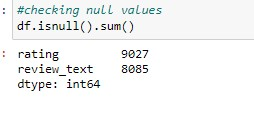 : #checking null values
df.isnull().sum()
: rating 9027
review_text 8085
dtype: int64